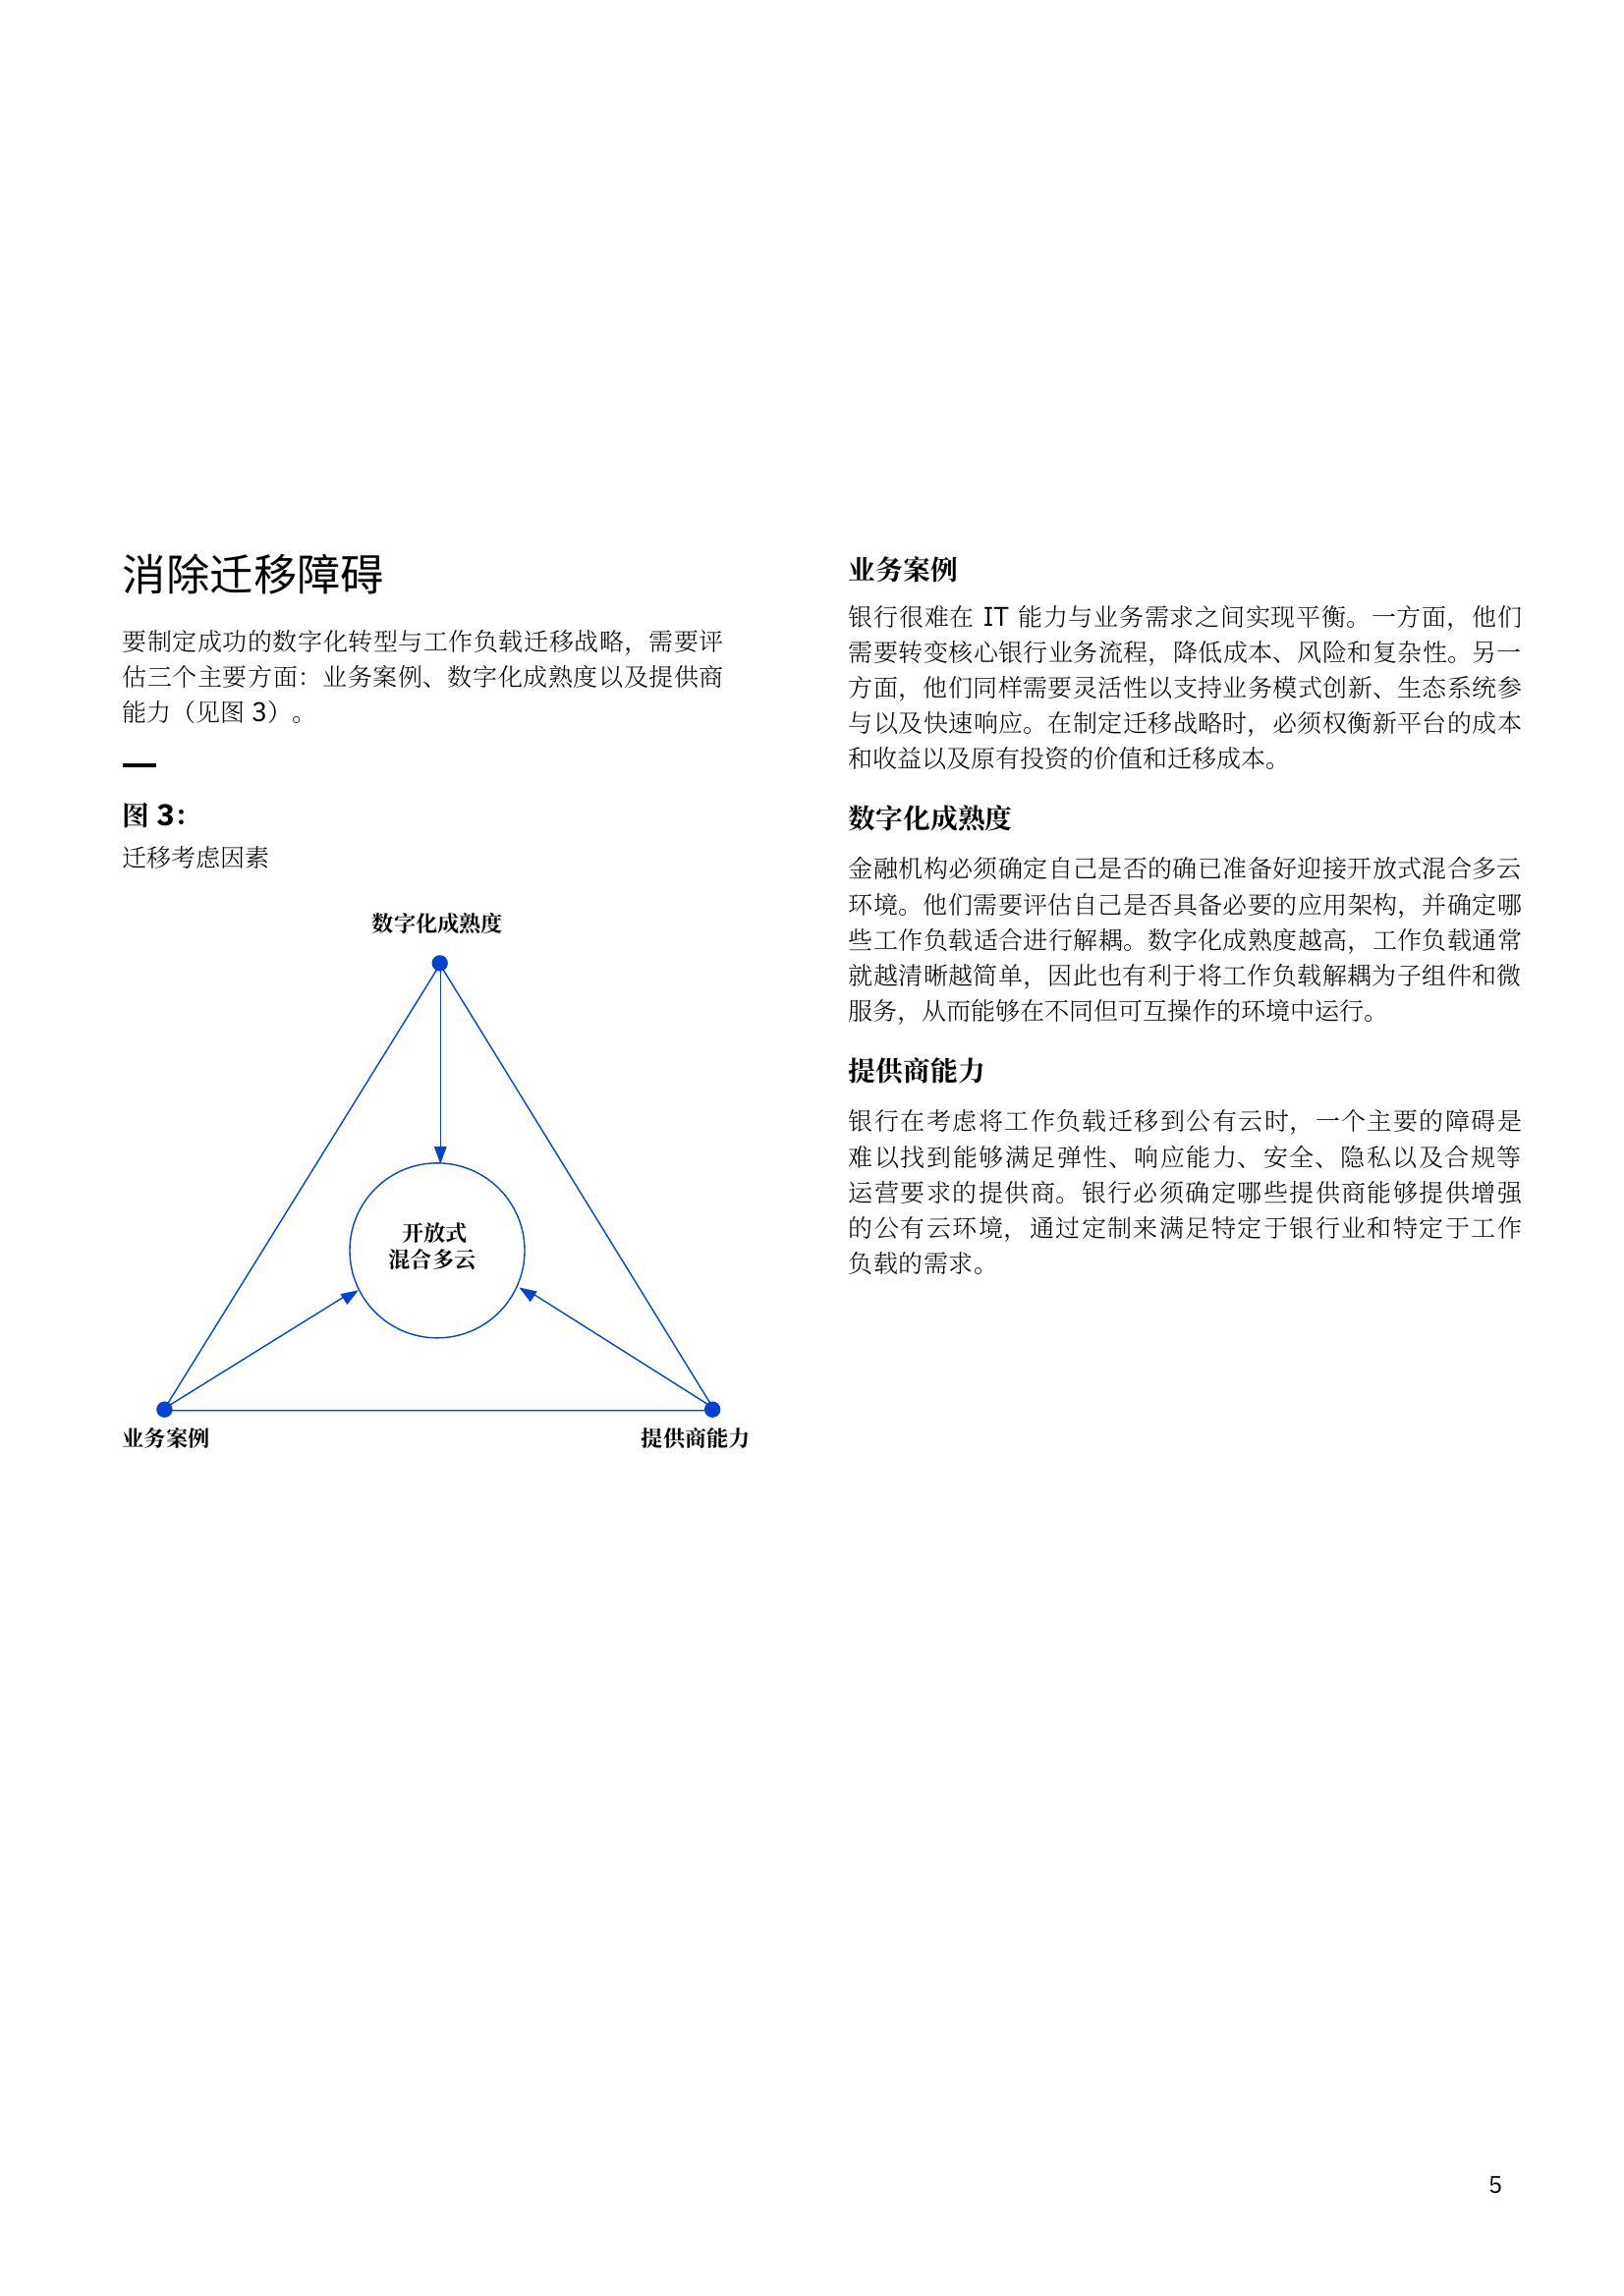 消除迁移障碍
要制定成功的数字化转型与工作负载迁移战略，需要评
估三个主要方面：业务案例、数字化成熟度以及提供商
能力（见图 3）。
图 3：
迁移考虑因素
数字化成熟度
开放式
混合多云
业务案例
提供商能力
业务案例
银行很难在 IT 能力与业务需求之间实现平衡。一方面，他们
需要转变核心银行业务流程，降低成本、风险和复杂性。另一
方面，他们同样需要灵活性以支持业务模式创新、生态系统参
与以及快速响应。在制定迁移战略时，必须权衡新平台的成本
和收益以及原有投资的价值和迁移成本。
数字化成熟度
金融机构必须确定自己是否的确已准备好迎接开放式混合多云
环境。他们需要评估自己是否具备必要的应用架构，并确定哪
些工作负载适合进行解耦。数字化成熟度越高，工作负载通常
就越清晰越简单，因此也有利于将工作负载解耦为子组件和微
服务，从而能够在不同但可互操作的环境中运行。
提供商能力
银行在考虑将工作负载迁移到公有云时，一个主要的障碍是
难以找到能够满足弹性、响应能力、安全、隐私以及合规等
运营要求的提供商。银行必须确定哪些提供商能够提供增强
的公有云环境，通过定制来满足特定于银行业和特定于工作
负载的需求。
5